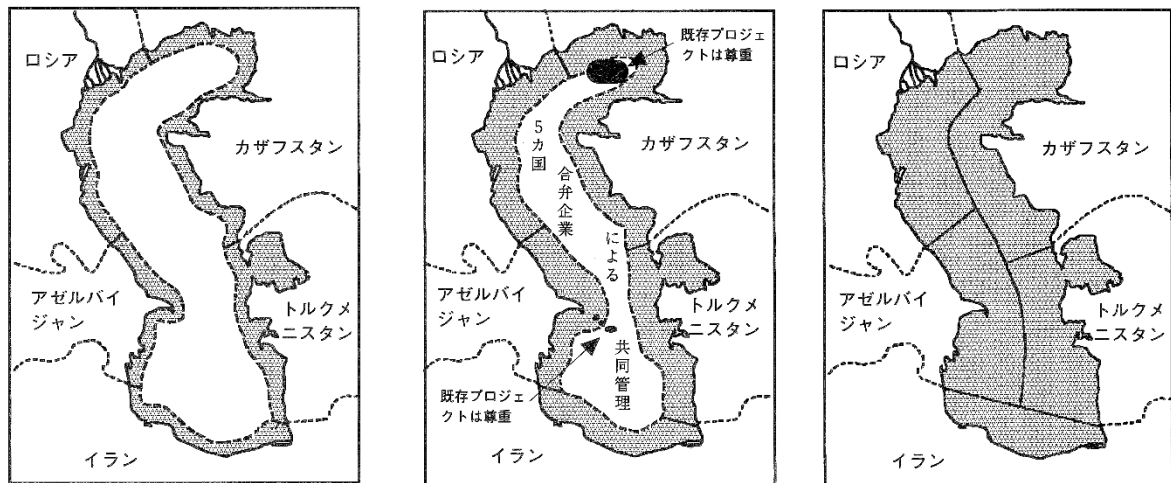 ロシア
カザフスタン
アゼルバイ
ジャン
トルクメ
ニスタン
イラン
ロシア
既存プロジェ
クトは尊重
カザフスタン
5カ国
合弁企業
による
共同管理
アゼルバイ
ジャン
トルクメ
ニスタン
既存プロジェ
クトは尊重
イラン
ロシア
カザフスタン
アゼルバイ
ジャン
トルクメ
ニスタン
イラン